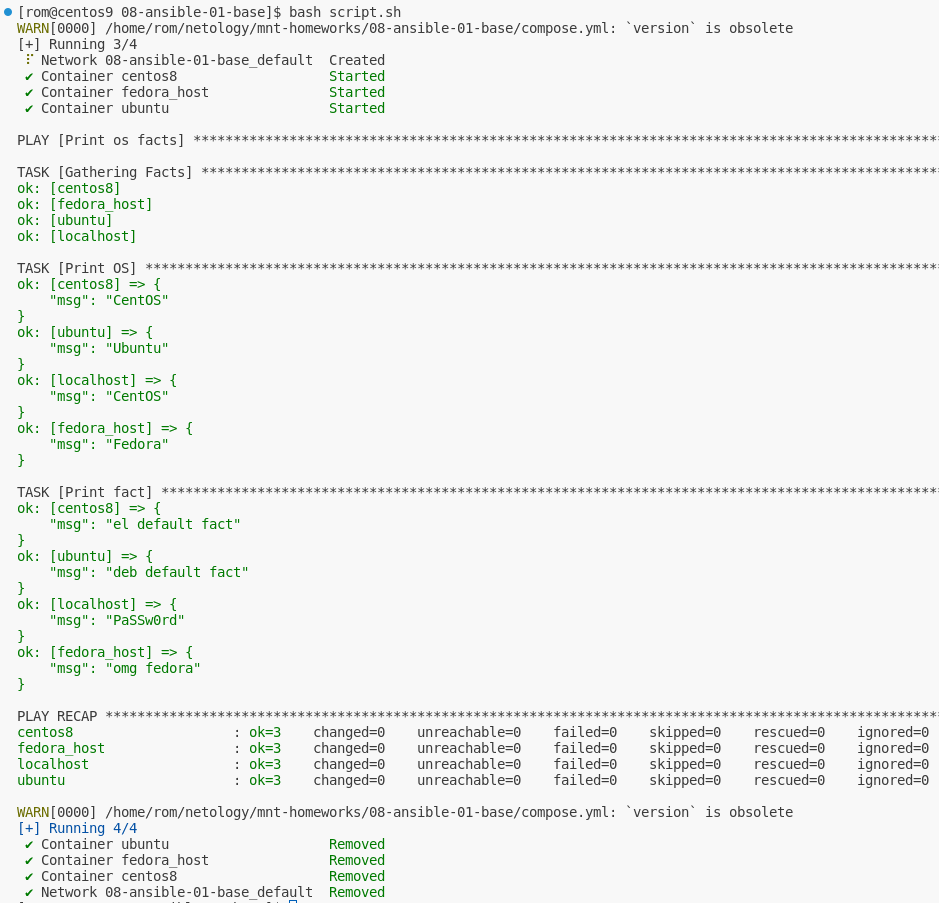 [rom@centos9 08-ansible-01-base]$ bash script.sh
WARN[0000] /home/rom/netology/mnt-homeworks/08-ansible-01-base/compose.yml: `version` is obsolete
[+] Running 3/4
 ⠏ Network 08-ansible-01-base_default  Created
 ✔ Container centos8                   Started
 ✔ Container fedora_host               Started
 ✔ Container ubuntu                    Started

PLAY [Print os facts] *********************************************************************************************

TASK [Gathering Facts] ********************************************************************************************
ok: [centos8]
ok: [fedora_host]
ok: [ubuntu]
ok: [localhost]

TASK [Print OS] ***************************************************************************************************
ok: [centos8] => {
    "msg": "CentOS"
}
ok: [ubuntu] => {
    "msg": "Ubuntu"
}
ok: [localhost] => {
    "msg": "CentOS"
}
ok: [fedora_host] => {
    "msg": "Fedora"
}

TASK [Print fact] *************************************************************************************************
ok: [centos8] => {
    "msg": "el default fact"
}
ok: [ubuntu] => {
    "msg": "deb default fact"
}
ok: [localhost] => {
    "msg": "PaSSw0rd"
}
ok: [fedora_host] => {
    "msg": "omg fedora"
}

PLAY RECAP ********************************************************************************************************
centos8                    : ok=3    changed=0    unreachable=0    failed=0    skipped=0    rescued=0    ignored=0
fedora_host                : ok=3    changed=0    unreachable=0    failed=0    skipped=0    rescued=0    ignored=0
localhost                  : ok=3    changed=0    unreachable=0    failed=0    skipped=0    rescued=0    ignored=0
ubuntu                     : ok=3    changed=0    unreachable=0    failed=0    skipped=0    rescued=0    ignored=0

WARN[0000] /home/rom/netology/mnt-homeworks/08-ansible-01-base/compose.yml: `version` is obsolete
[+] Running 4/4
 ✔ Container ubuntu                    Removed
 ✔ Container fedora_host               Removed
 ✔ Container centos8                   Removed
 ✔ Network 08-ansible-01-base_default  Removed